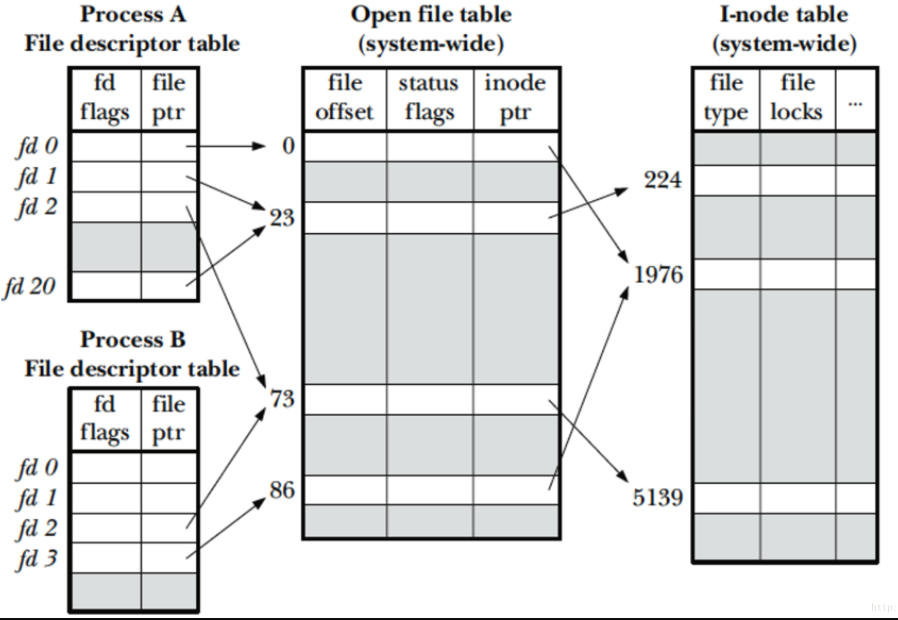 Process A
File descriptor table
fd file
flags ptr
fd 0
fd 1
fd 2
fd 20
Process B
File descriptor table
fd file
flags ptr
fd 0
fd 1
fd 2
fd 3
Open file table
(system-wide)
file status inode
offset flags ptr
0
23
73
86
I-node table
(system-wide)
file file ...
type locks
224
1976
5139
http: